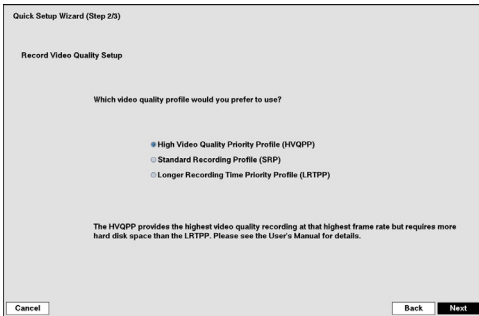 Quick Setup Wizard (Step 2/3)
Record Video Quality Setup
Which video quality profile would you prefer to use?
High Video Quality Priority Profile (HVQPP)
Standard Recording Profile (SRP)
Longer Recording Time Priority Profile (LRTPP)
The HVQPP provides the highest video quality recording at that highest frame rate but requires more
hard disk space than the LRTPP. Please see the User's Manual for details.
Cancel
Back
Next